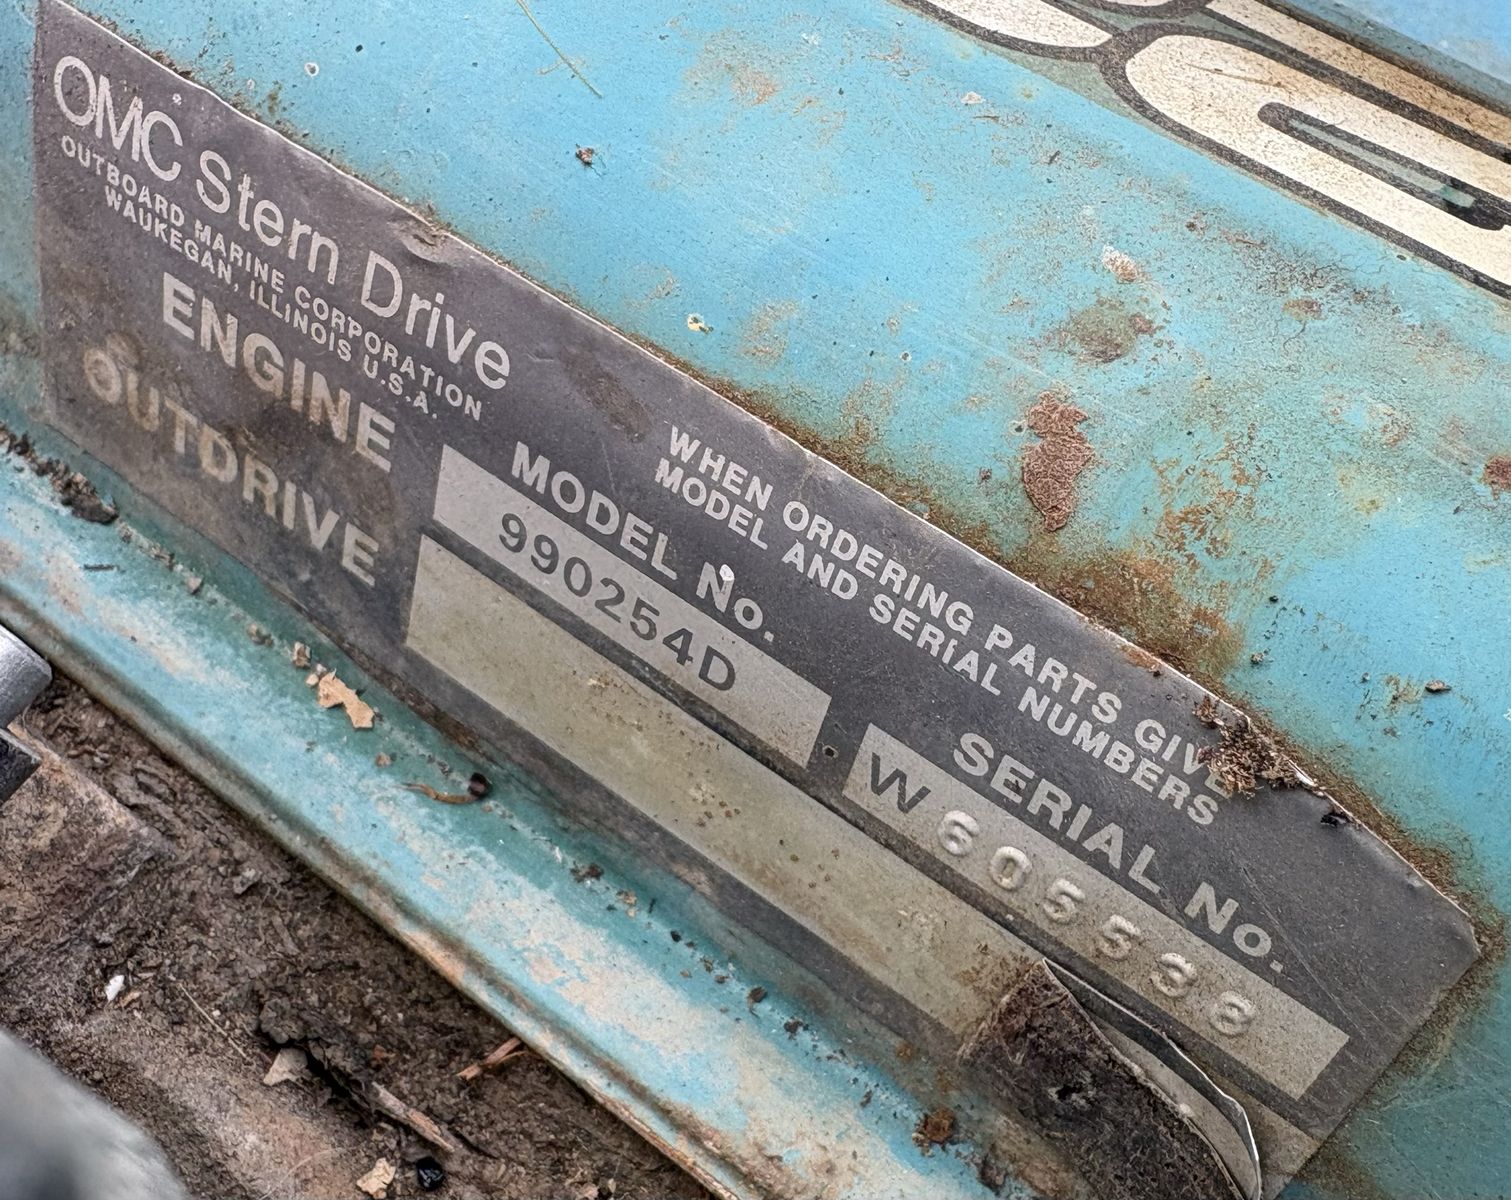 OMC Stern Drive
OUTBOARD MARINE CORPORATION
WAUKEGAN, ILLINOIS U.S.A.
WHEN ORDERING PARTS GIVE
MODEL AND SERIAL NUMBERS
MODEL No.
SERIAL No.
ENGINE
990254D
W605538
OUTDRIVE